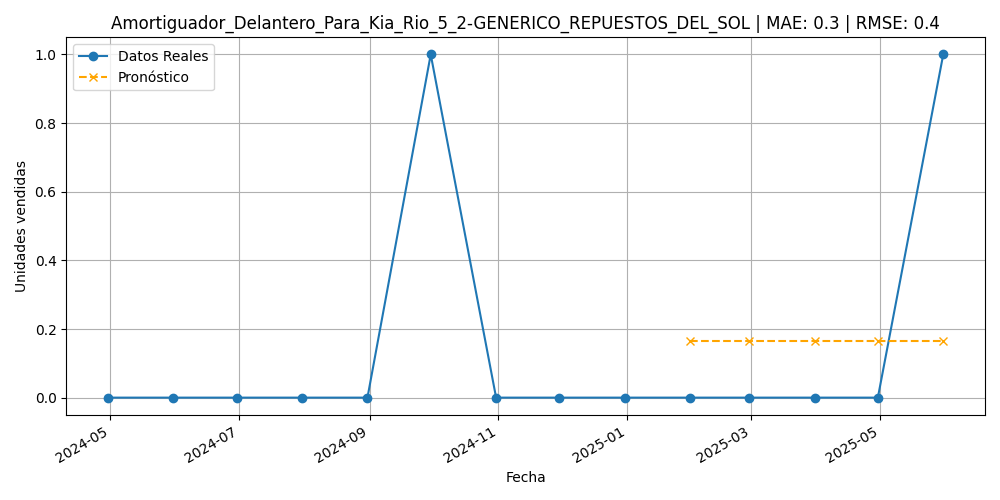 Amortiguador_Delantero_Para_Kia_Rio_5_2-GENERICO_REPUESTOS_DEL_SOL | MAE: 0.3 | RMSE: 0.4
Datos Reales
Pronóstico
Unidades vendidas
1.0
0.8
0.6
0.4
0.2
0.0
2024-05
2024-07
2024-09
2024-11
2025-01
2025-03
2025-05
Fecha